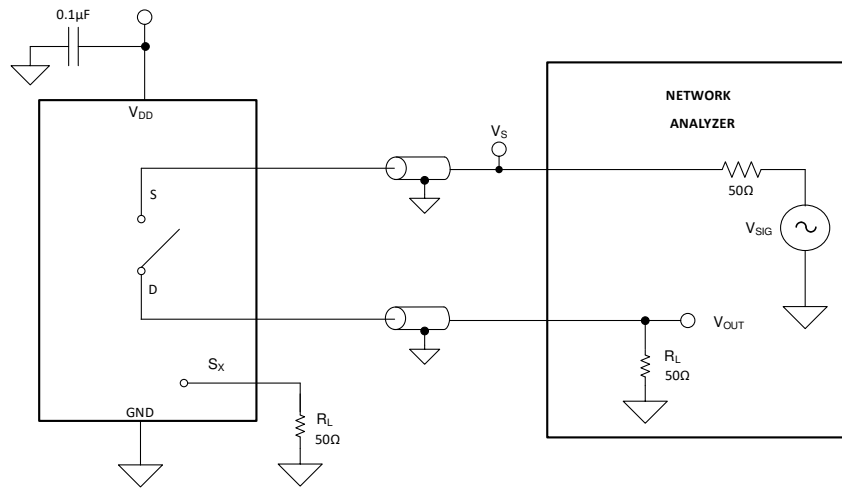 0.1µF
V_DD
NETWORK
ANALYZER
V_S
S
50Ω
V_SIG
D
V_OUT
S_X
R_L
50Ω
GND
R_L
50Ω